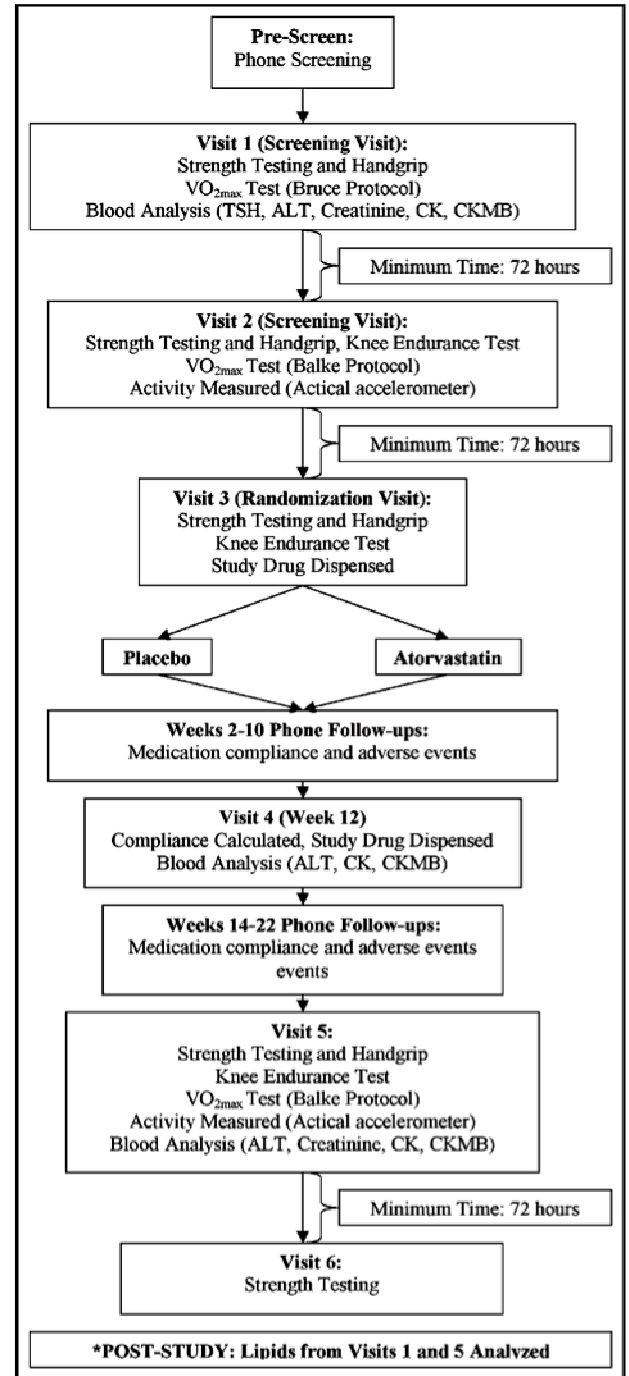 Pre-Screen:
Phone Screening
Visit 1 (Screening Visit):
Strength Testing and Handgrip
VO₂max Test (Bruce Protocol)
Blood Analysis (TSH, ALT, Creatinine, CK, CKMB)
Minimum Time: 72 hours
Visit 2 (Screening Visit):
Strength Testing and Handgrip, Knee Endurance Test
VO₂max Test (Balke Protocol)
Activity Measured (Actical accelerometer)
Minimum Time: 72 hours
Visit 3 (Randomization Visit):
Strength Testing and Handgrip
Knee Endurance Test
Study Drug Dispensed
Placebo
Atorvastatin
Weeks 2-10 Phone Follow-ups:
Medication compliance and adverse events
Visit 4 (Week 12)
Compliance Calculated, Study Drug Dispensed
Blood Analysis (ALT, CK, CKMB)
Weeks 14-22 Phone Follow-ups:
Medication compliance and adverse events
events
Visit 5:
Strength Testing and Handgrip
Knee Endurance Test
VO₂max Test (Balke Protocol)
Activity Measured (Actical accelerometer)
Blood Analysis (ALT, Creatinine, CK, CKMB)
Minimum Time: 72 hours
Visit 6:
Strength Testing
*POST-STUDY: Lipids from Visits 1 and 5 Analyzed